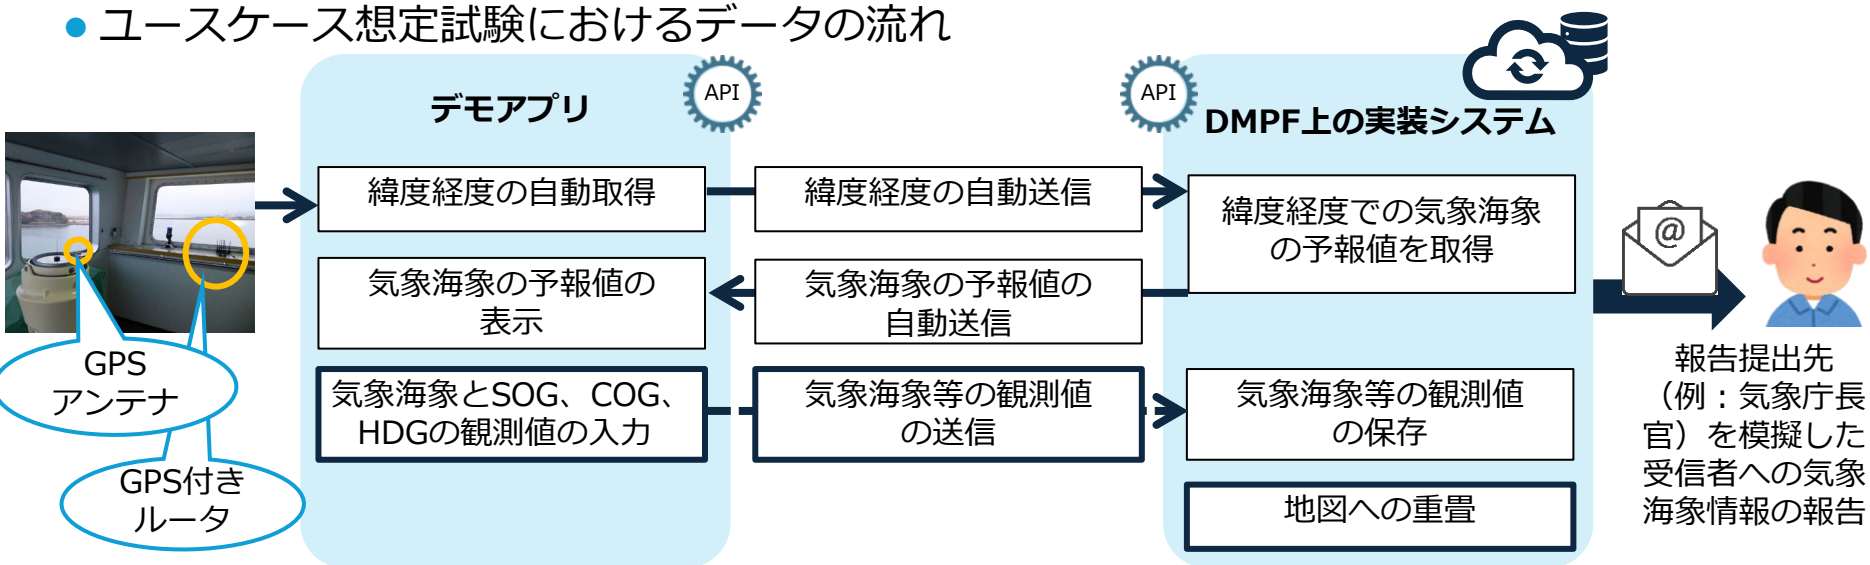 ● ユースケース想定試験におけるデータの流れ
デモアプリ
API
API
DMPF上の実装システム
緯度経度の自動取得
緯度経度の自動送信
緯度経度での気象海象
の予報値を取得
@
気象海象の予報値の
表示
気象海象の予報値の
自動送信
GPS
アンテナ
GPS付き
ルータ
気象海象とSOG、COG、
HDGの観測値の入力
気象海象等の観測値
の送信
気象海象等の観測値
の保存
地図への重畳
報告提出先
（例：気象庁長
官）を模擬した
受信者への気象
海象情報の報告